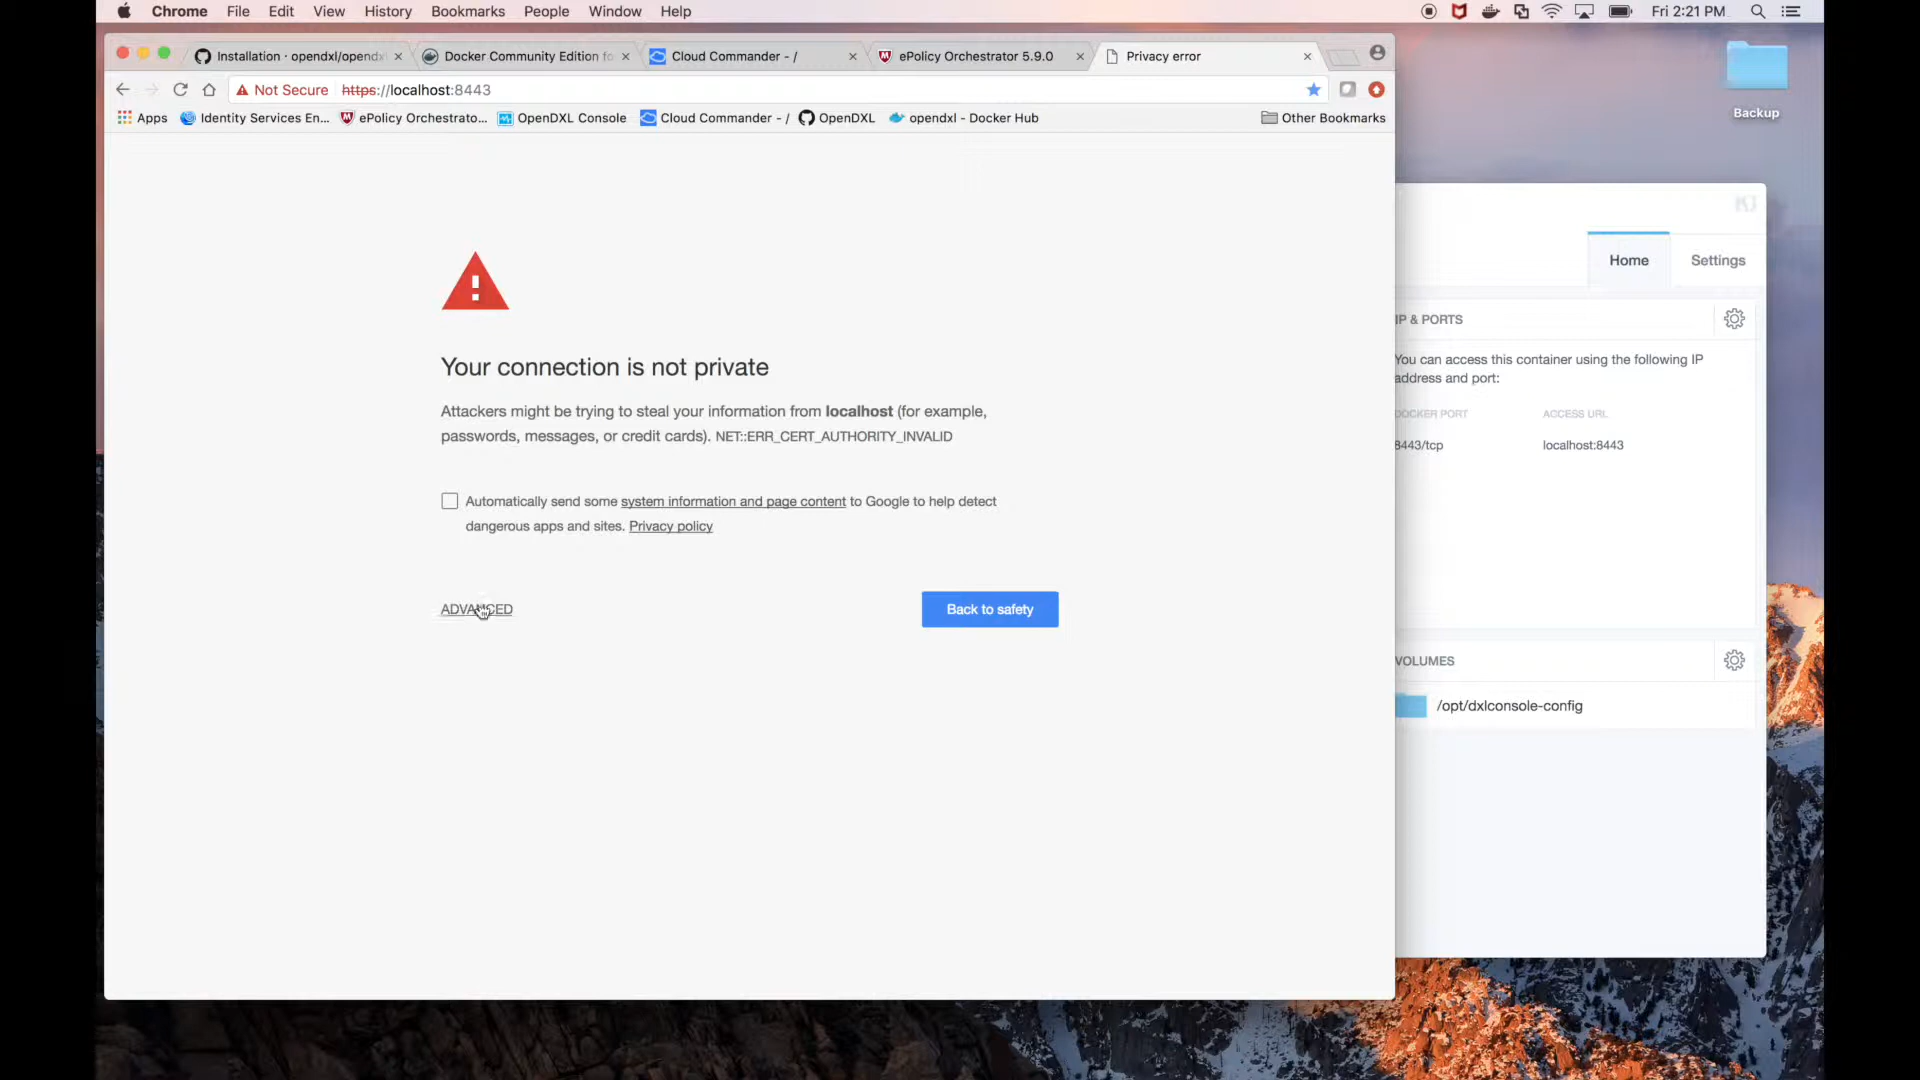 Chrome File Edit View History Bookmarks People Window Help Fri 2:21 PM
Installation · opendxl/opendx Docker Community Edition fo Cloud Commander - / ePolicy Orchestrator 5.9.0 Privacy error
Not Secure https://localhost:8443
Apps Identity Services En... ePolicy Orchestrato... OpenDXL Console Cloud Commander - / OpenDXL opendxl - Docker Hub Other Bookmarks
Backup
Your connection is not private
Attackers might be trying to steal your information from localhost (for example,
passwords, messages, or credit cards). NET::ERR_CERT_AUTHORITY_INVALID
Automatically send some system information and page content to Google to help detect
dangerous apps and sites. Privacy policy
ADVANCED Back to safety
Home Settings
IP & PORTS
You can access this container using the following IP
address and port:
DOCKER PORT ACCESS URL
8443/tcp localhost:8443
VOLUMES
/opt/dxlconsole-config